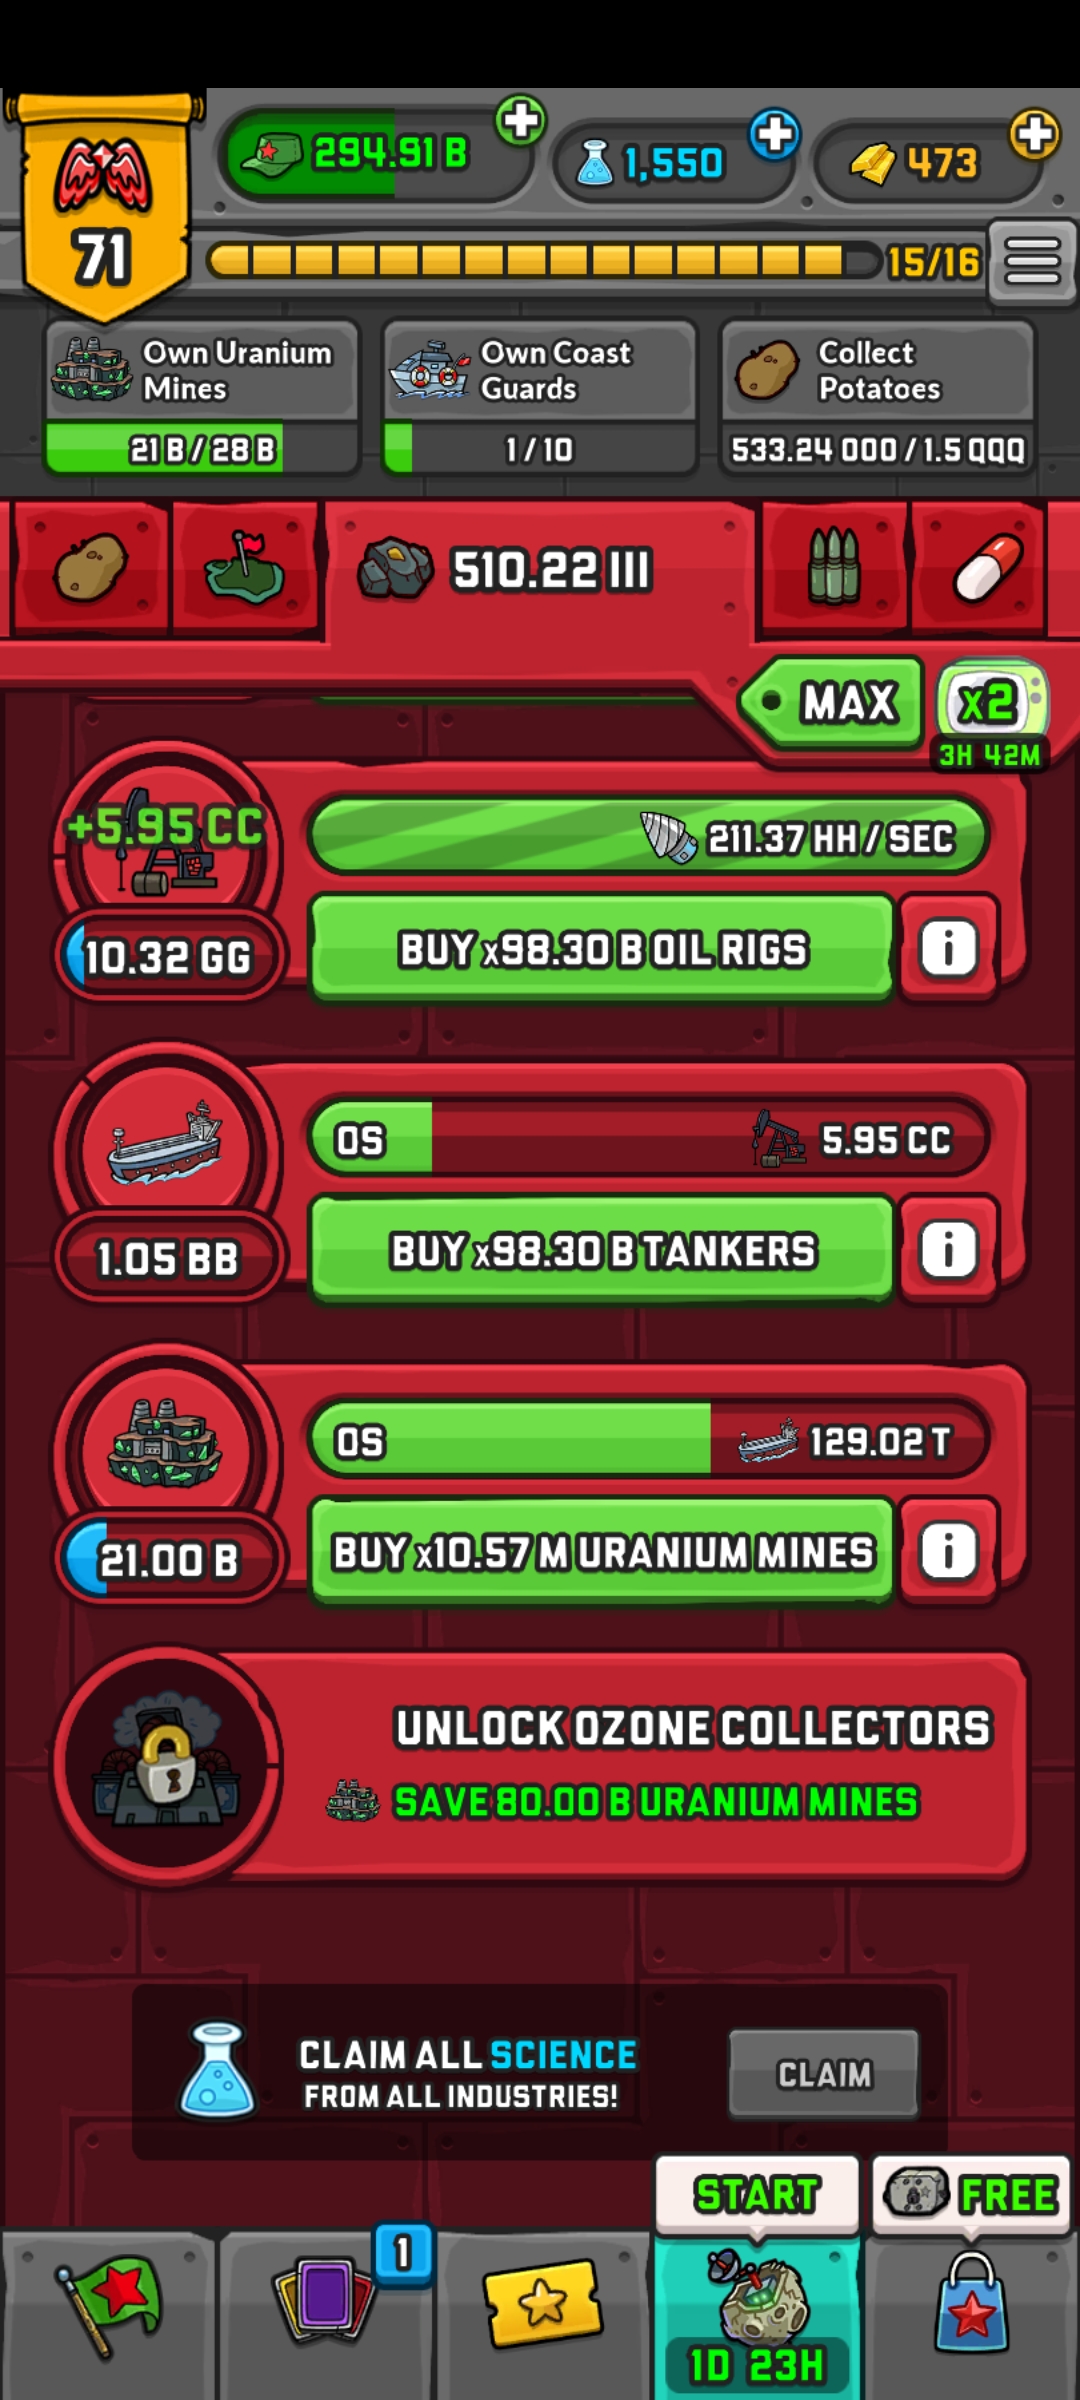 294.91 B
1,550
473
71
15/16
Own Uranium
Mines
21 B / 28 B
Own Coast
Guards
1 / 10
Collect
Potatoes
533.24 OOO / 1.5 QQQ
510.22 III
MAX
x2
3H 42M
+5.95 CC
211.37 HH / SEC
10.32 GG
BUY x98.30 B OIL RIGS
i
0S
5.95 CC
1.05 BB
BUY x98.30 B TANKERS
i
0S
129.02 T
21.00 B
BUY x10.57 M URANIUM MINES
i
UNLOCK OZONE COLLECTORS
SAVE 80.00 B URANIUM MINES
CLAIM ALL SCIENCE
FROM ALL INDUSTRIES!
CLAIM
START
FREE
1
1D 23H